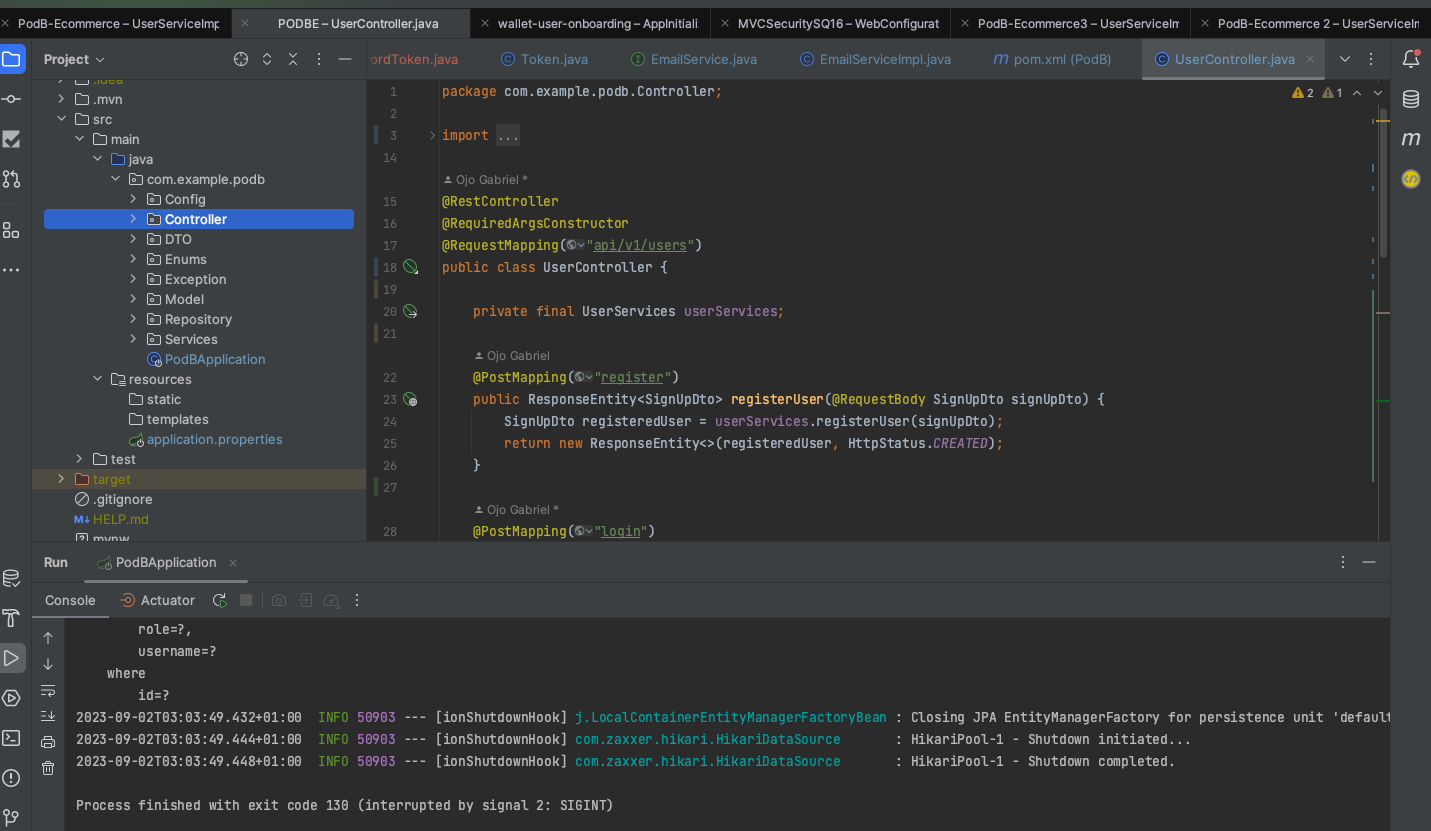 PodB-Ecommerce – UserServiceImp
PODBE – UserController.java
wallet-user-onboarding – AppInitiali
MVCSecuritySQ16 – WebConfigurat
PodB-Ecommerce3 – UserServiceIm
PodB-Ecommerce 2 – UserServiceIm
Project
ordToken.java
Token.java
EmailService.java
EmailServiceImpl.java
pom.xml (PodB)
UserController.java
.idea
.mvn
src
main
java
com.example.podb
Config
Controller
DTO
Enums
Exception
Model
Repository
Services
PodBApplication
resources
static
templates
application.properties
test
target
.gitignore
HELP.md
mvnw
2 1
1 package com.example.podb.Controller;
2
3 import ...
14
Ojo Gabriel *
15 @RestController
16 @RequiredArgsConstructor
17 @RequestMapping("api/v1/users")
18 public class UserController {
19
20 private final UserServices userServices;
21
Ojo Gabriel
22 @PostMapping("register")
23 public ResponseEntity<SignUpDto> registerUser(@RequestBody SignUpDto signUpDto) {
24 SignUpDto registeredUser = userServices.registerUser(signUpDto);
25 return new ResponseEntity<>(registeredUser, HttpStatus.CREATED);
26 }
27
Ojo Gabriel *
28 @PostMapping("login")
Run PodBApplication
Console Actuator
role=?,
username=?
where
id=?
2023-09-02T03:03:49.432+01:00 INFO 50903 --- [ionShutdownHook] j.LocalContainerEntityManagerFactoryBean : Closing JPA EntityManagerFactory for persistence unit 'default
2023-09-02T03:03:49.444+01:00 INFO 50903 --- [ionShutdownHook] com.zaxxer.hikari.HikariDataSource : HikariPool-1 - Shutdown initiated...
2023-09-02T03:03:49.448+01:00 INFO 50903 --- [ionShutdownHook] com.zaxxer.hikari.HikariDataSource : HikariPool-1 - Shutdown completed.
Process finished with exit code 130 (interrupted by signal 2: SIGINT)